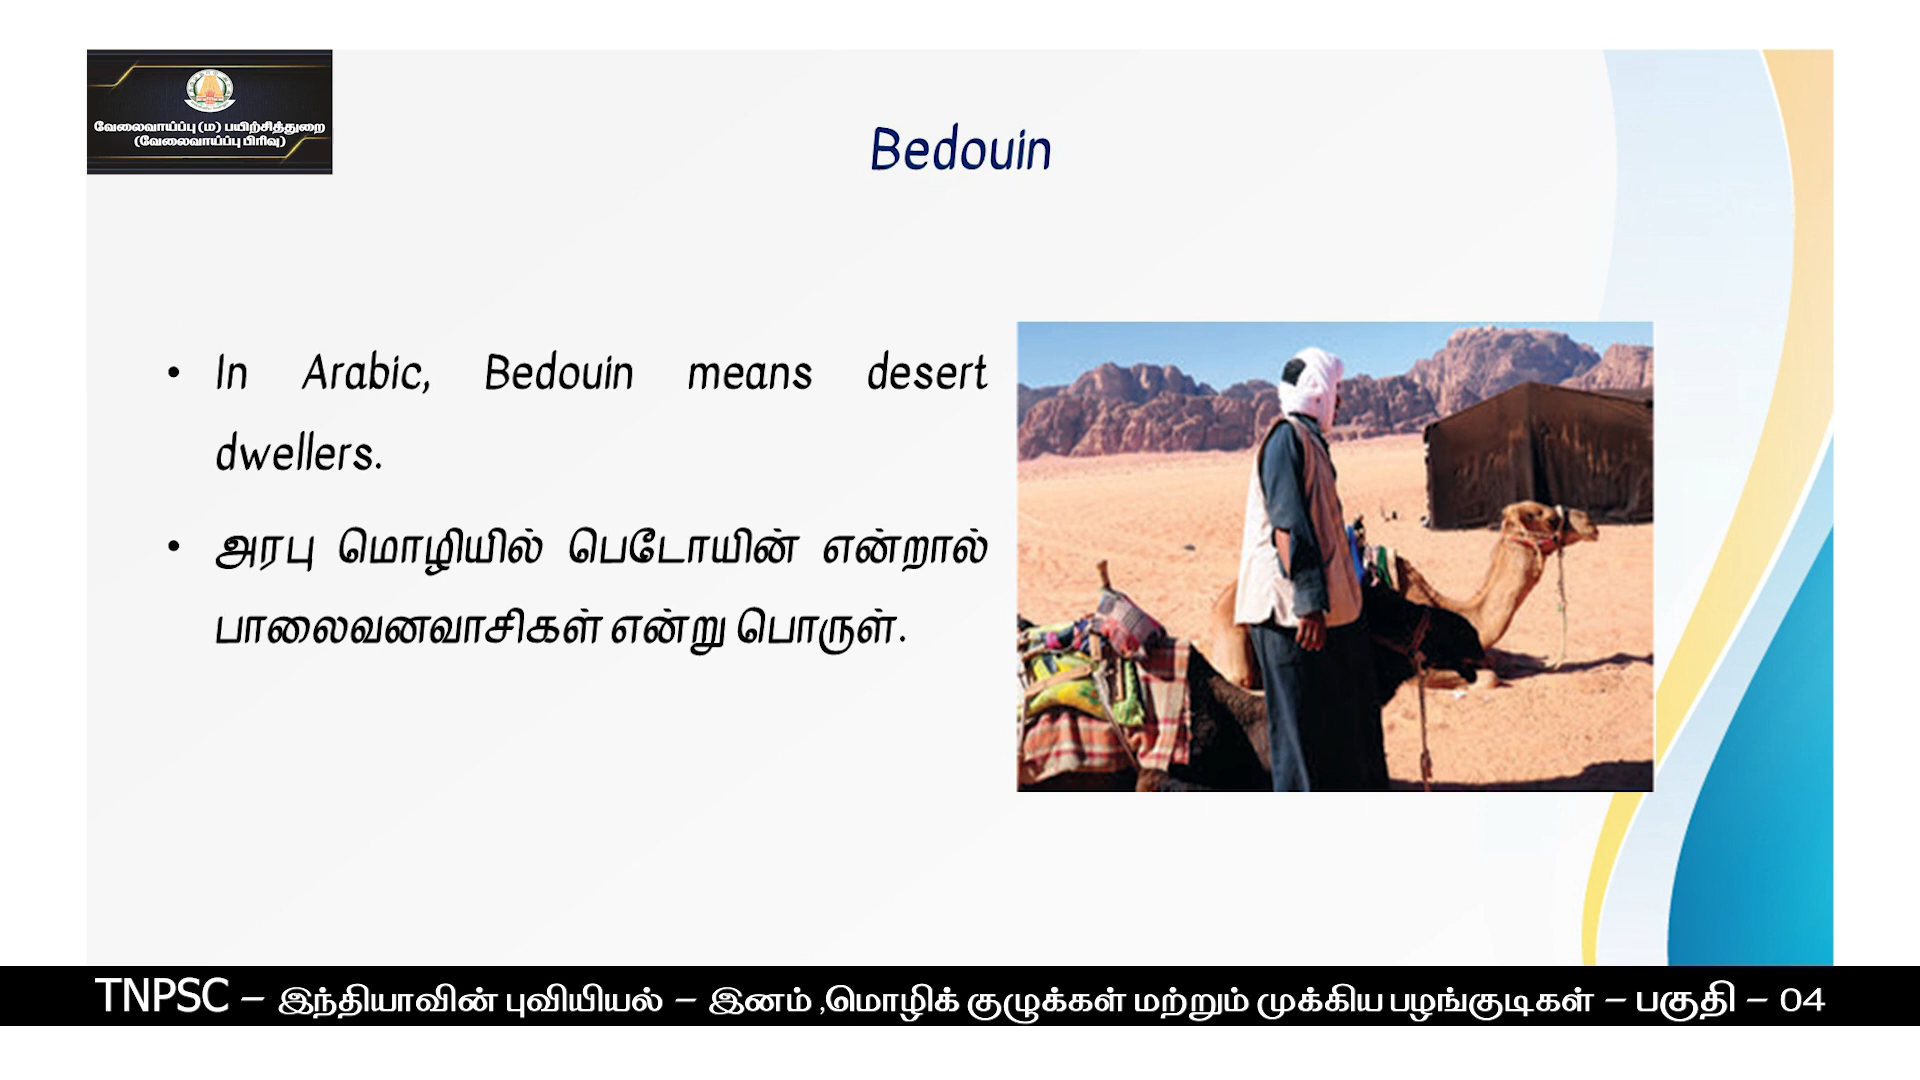 வேலைவாய்ப்பு (ம) பயிற்சித்துறை
(வேலைவாய்ப்பு பிரிவு)
Bedouin
• In Arabic, Bedouin means desert
dwellers.
• அரபு மொழியில் பெடோயின் என்றால்
பாலைவனவாசிகள் என்று பொருள்.
TNPSC – இந்தியாவின் புவியியல் – இனம் ,மொழிக் குழுக்கள் மற்றும் முக்கிய பழங்குடிகள் – பகுதி – 04